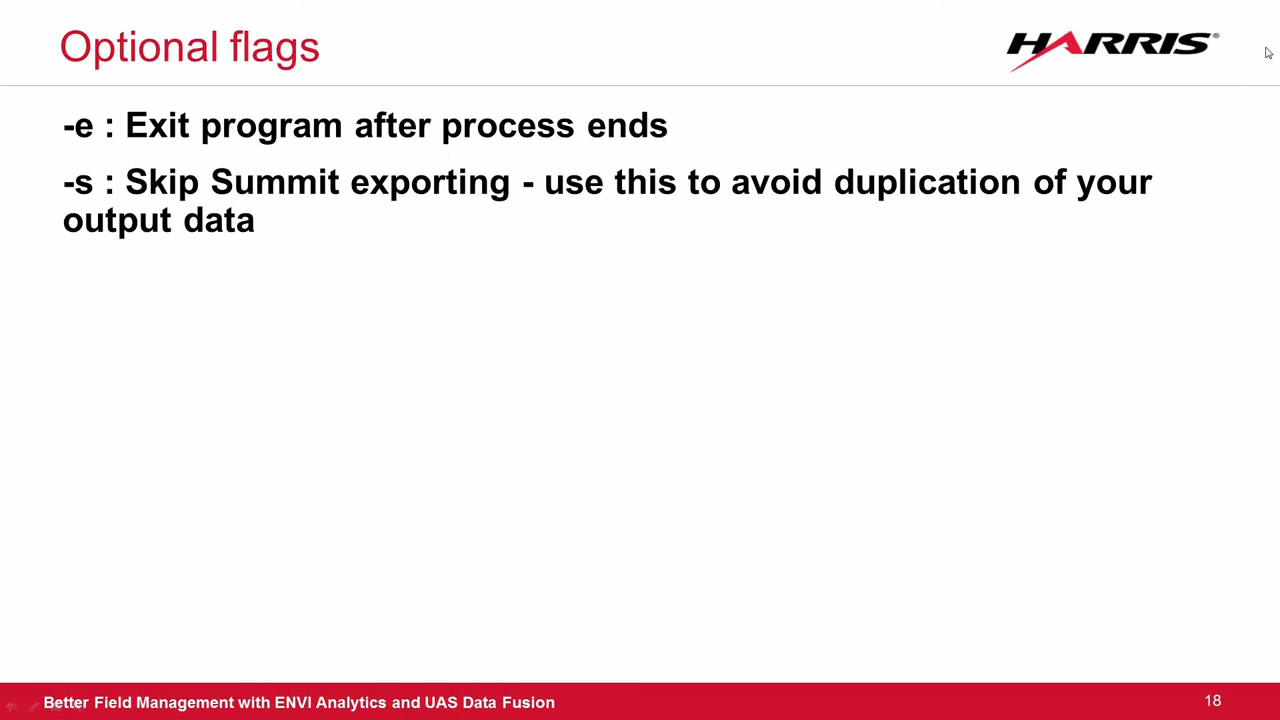 Optional flags
HARRIS®
-e : Exit program after process ends
-s : Skip Summit exporting - use this to avoid duplication of your
output data
Better Field Management with ENVI Analytics and UAS Data Fusion
18